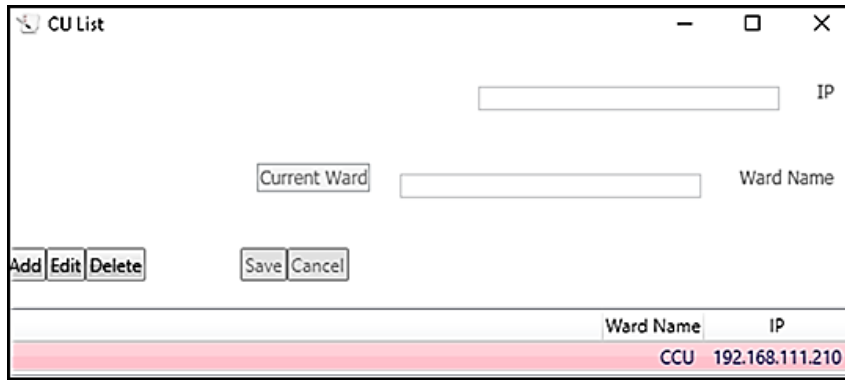 CU List
IP
Current Ward Ward Name
Add Edit Delete Save Cancel
Ward Name IP
CCU 192.168.111.210